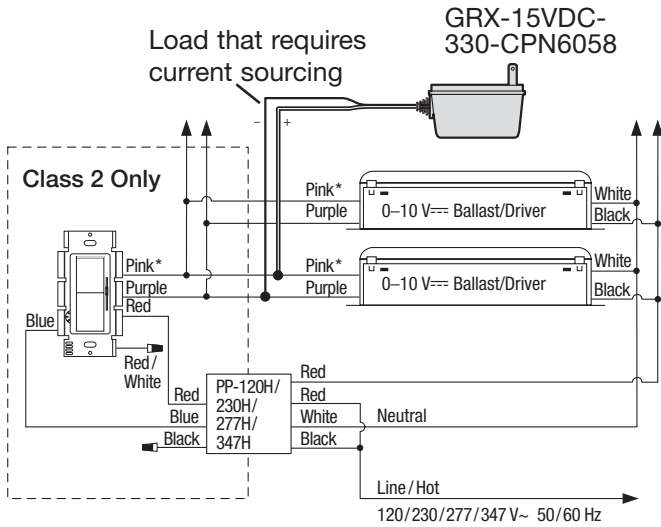 GRX-15VDC-
330-CPN6058
Load that requires
current sourcing
– +
Class 2 Only
Pink*
Purple
0–10 V⎓ Ballast/Driver
White
Black
Pink*
Purple
0–10 V⎓ Ballast/Driver
White
Black
Pink*
Purple
Red
Blue
Red/
White
Red
Blue
Black
PP-120H/
230H/
277H/
347H
Red
Red
White
Black
Neutral
Line/Hot
120/230/277/347 V~ 50/60 Hz